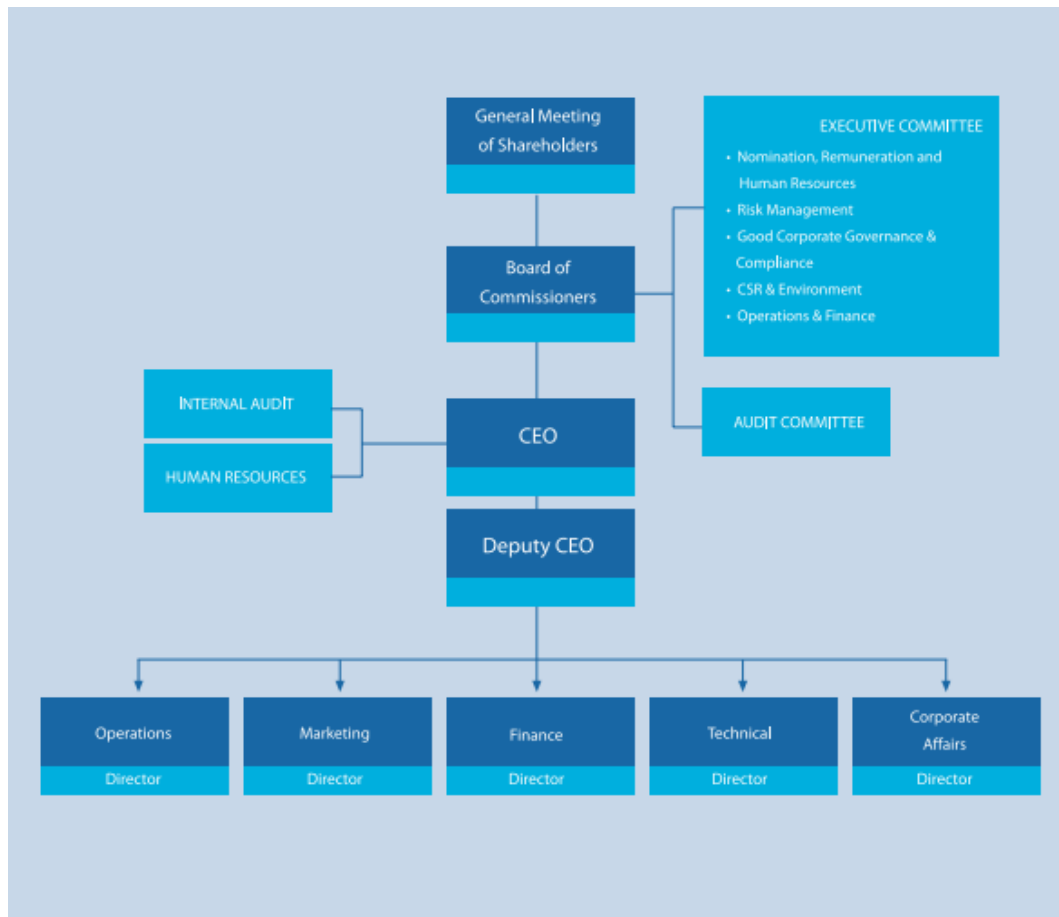 General Meeting
of Shareholders
EXECUTIVE COMMITTEE
• Nomination, Remuneration and
Human Resources
• Risk Management
• Good Corporate Governance &
Compliance
• CSR & Environment
• Operations & Finance
Board of
Commissioners
INTERNAL AUDIT
HUMAN RESOURCES
CEO
AUDIT COMMITTEE
Deputy CEO
Operations
Director
Marketing
Director
Finance
Director
Technical
Director
Corporate
Affairs
Director